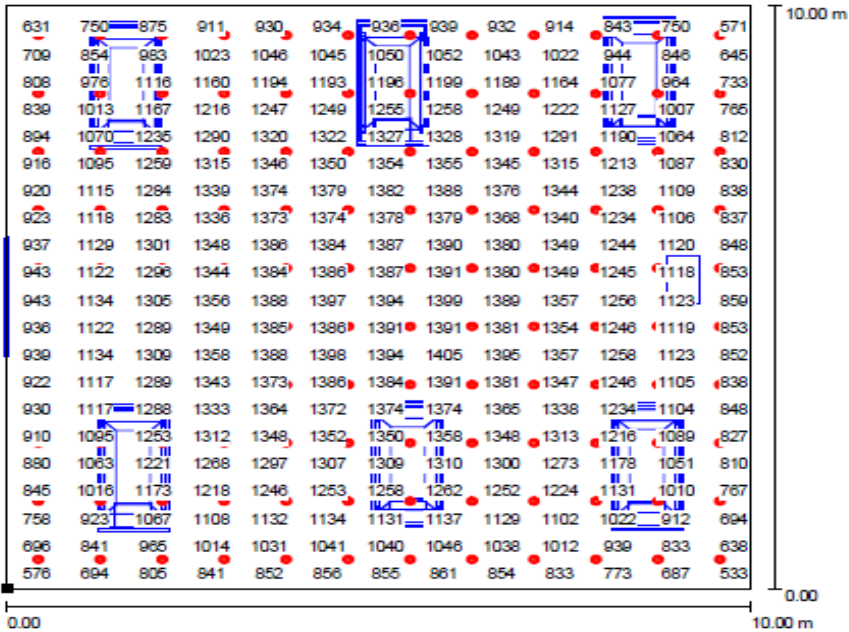 631 750 875 911 930 934 936 939 932 914 843 750 571 10.00 m
709 854 983 1023 1046 1045 1050 1052 1043 1022 944 846 645
808 976 1116 1160 1194 1193 1196 1199 1189 1164 1077 964 733
839 1013 1167 1216 1247 1249 1255 1258 1249 1222 1127 1007 765
894 1070 1235 1290 1320 1322 1327 1328 1319 1291 1190 1064 812
916 1095 1259 1315 1346 1350 1354 1355 1345 1315 1213 1087 830
920 1115 1284 1339 1374 1379 1382 1388 1376 1344 1238 1109 838
923 1118 1283 1336 1373 1374 1378 1379 1368 1340 1234 1106 837
937 1129 1301 1348 1386 1384 1387 1390 1380 1349 1244 1120 848
943 1122 1296 1344 1384 1386 1387 1391 1380 1349 1245 1118 853
943 1134 1305 1356 1388 1397 1394 1399 1389 1357 1256 1123 859
936 1122 1289 1349 1385 1386 1391 1391 1381 1354 1246 1119 853
939 1134 1309 1358 1388 1398 1394 1405 1395 1357 1258 1123 852
922 1117 1289 1343 1373 1386 1384 1391 1381 1347 1246 1105 838
930 1117 1288 1333 1364 1372 1374 1374 1365 1338 1234 1104 848
910 1095 1253 1312 1348 1352 1350 1358 1348 1313 1216 1089 827
880 1063 1221 1268 1297 1307 1309 1310 1300 1273 1178 1051 810
845 1016 1173 1218 1246 1253 1258 1262 1252 1224 1131 1010 767
758 923 1067 1108 1132 1134 1131 1137 1129 1102 1022 912 694
696 841 965 1014 1031 1041 1040 1046 1038 1012 939 833 638
576 694 805 841 852 856 855 861 854 833 773 687 533
0.00
0.00 10.00 m